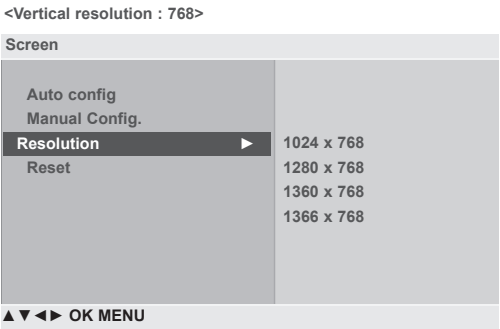 <Vertical resolution : 768>
Screen
Auto config
Manual Config.
Resolution ►
Reset
1024 x 768
1280 x 768
1360 x 768
1366 x 768
▲▼◄► OK MENU